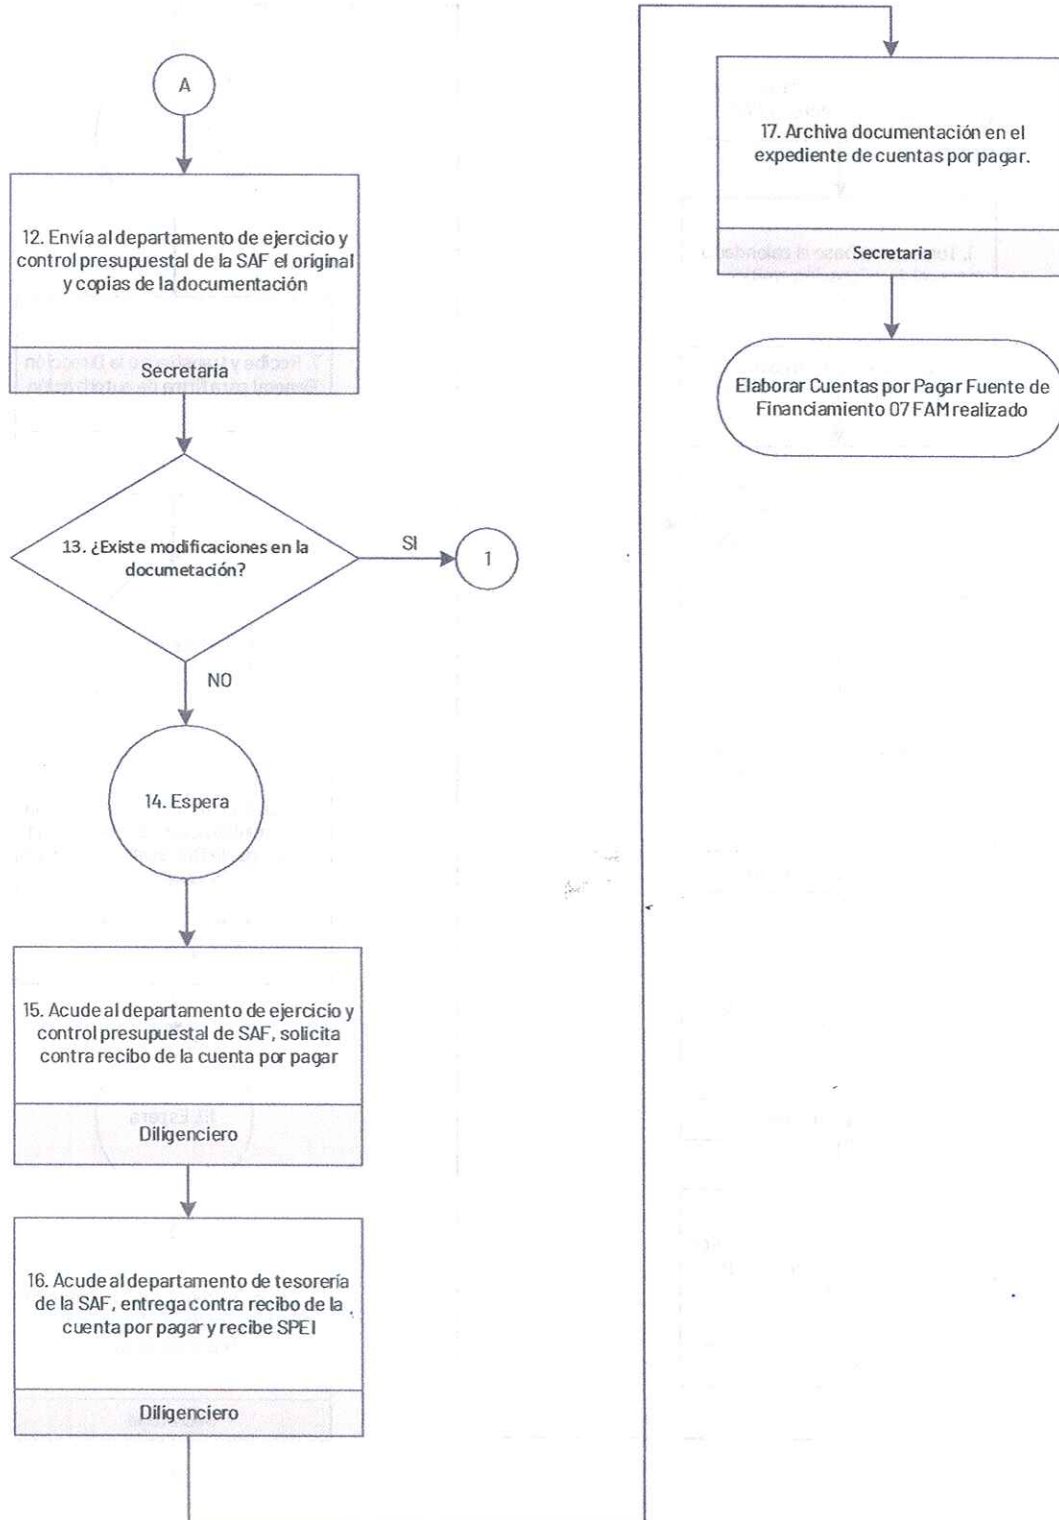 A
12. Envía al departamento de ejercicio y
control presupuestal de la SAF el original
y copias de la documentación
Secretaria
13. ¿Existe modificaciones en la
documetación?
SI
1
NO
14. Espera
15. Acude al departamento de ejercicio y
control presupuestal de SAF, solicita
contra recibo de la cuenta por pagar
Diligenciero
16. Acude al departamento de tesorería
de la SAF, entrega contra recibo de la
cuenta por pagar y recibe SPEI
Diligenciero
17. Archiva documentación en el
expediente de cuentas por pagar.
Secretaria
Elaborar Cuentas por Pagar Fuente de
Financiamiento 07 FAM realizado